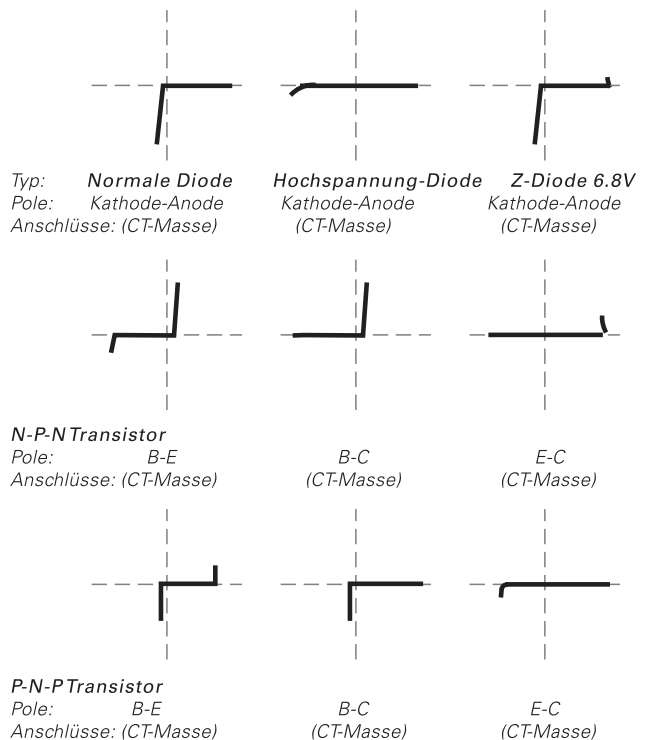 Typ: Normale Diode Hochspannung-Diode Z-Diode 6.8V
Pole: Kathode-Anode Kathode-Anode Kathode-Anode
Anschlüsse: (CT-Masse) (CT-Masse) (CT-Masse)
N-P-N Transistor
Pole: B-E B-C E-C
Anschlüsse: (CT-Masse) (CT-Masse) (CT-Masse)
P-N-P Transistor
Pole: B-E B-C E-C
Anschlüsse: (CT-Masse) (CT-Masse) (CT-Masse)